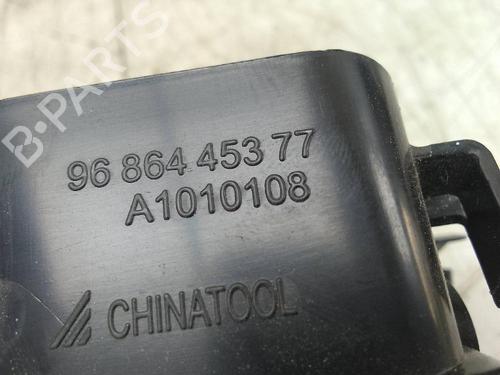 B-PARTS
96 864 453 77
A1010108
CHINATOOL